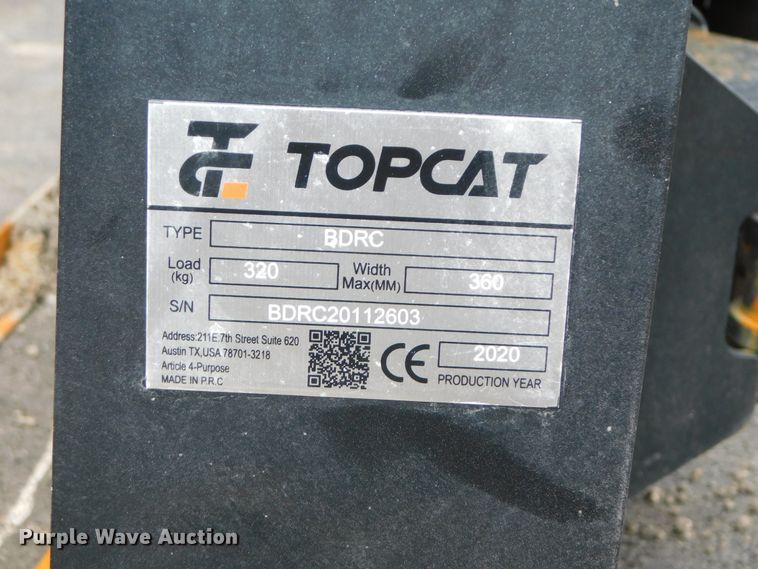 TC TOPCAT
TYPE BDRC
Load (kg) 320 Width Max(MM) 360
S/N BDRC20112603
Address:211E.7th Street Suite 620
Austin TX,USA 78701-3218
Article 4-Purpose
MADE IN P.R.C
CE
2020
PRODUCTION YEAR
Purple Wave Auction